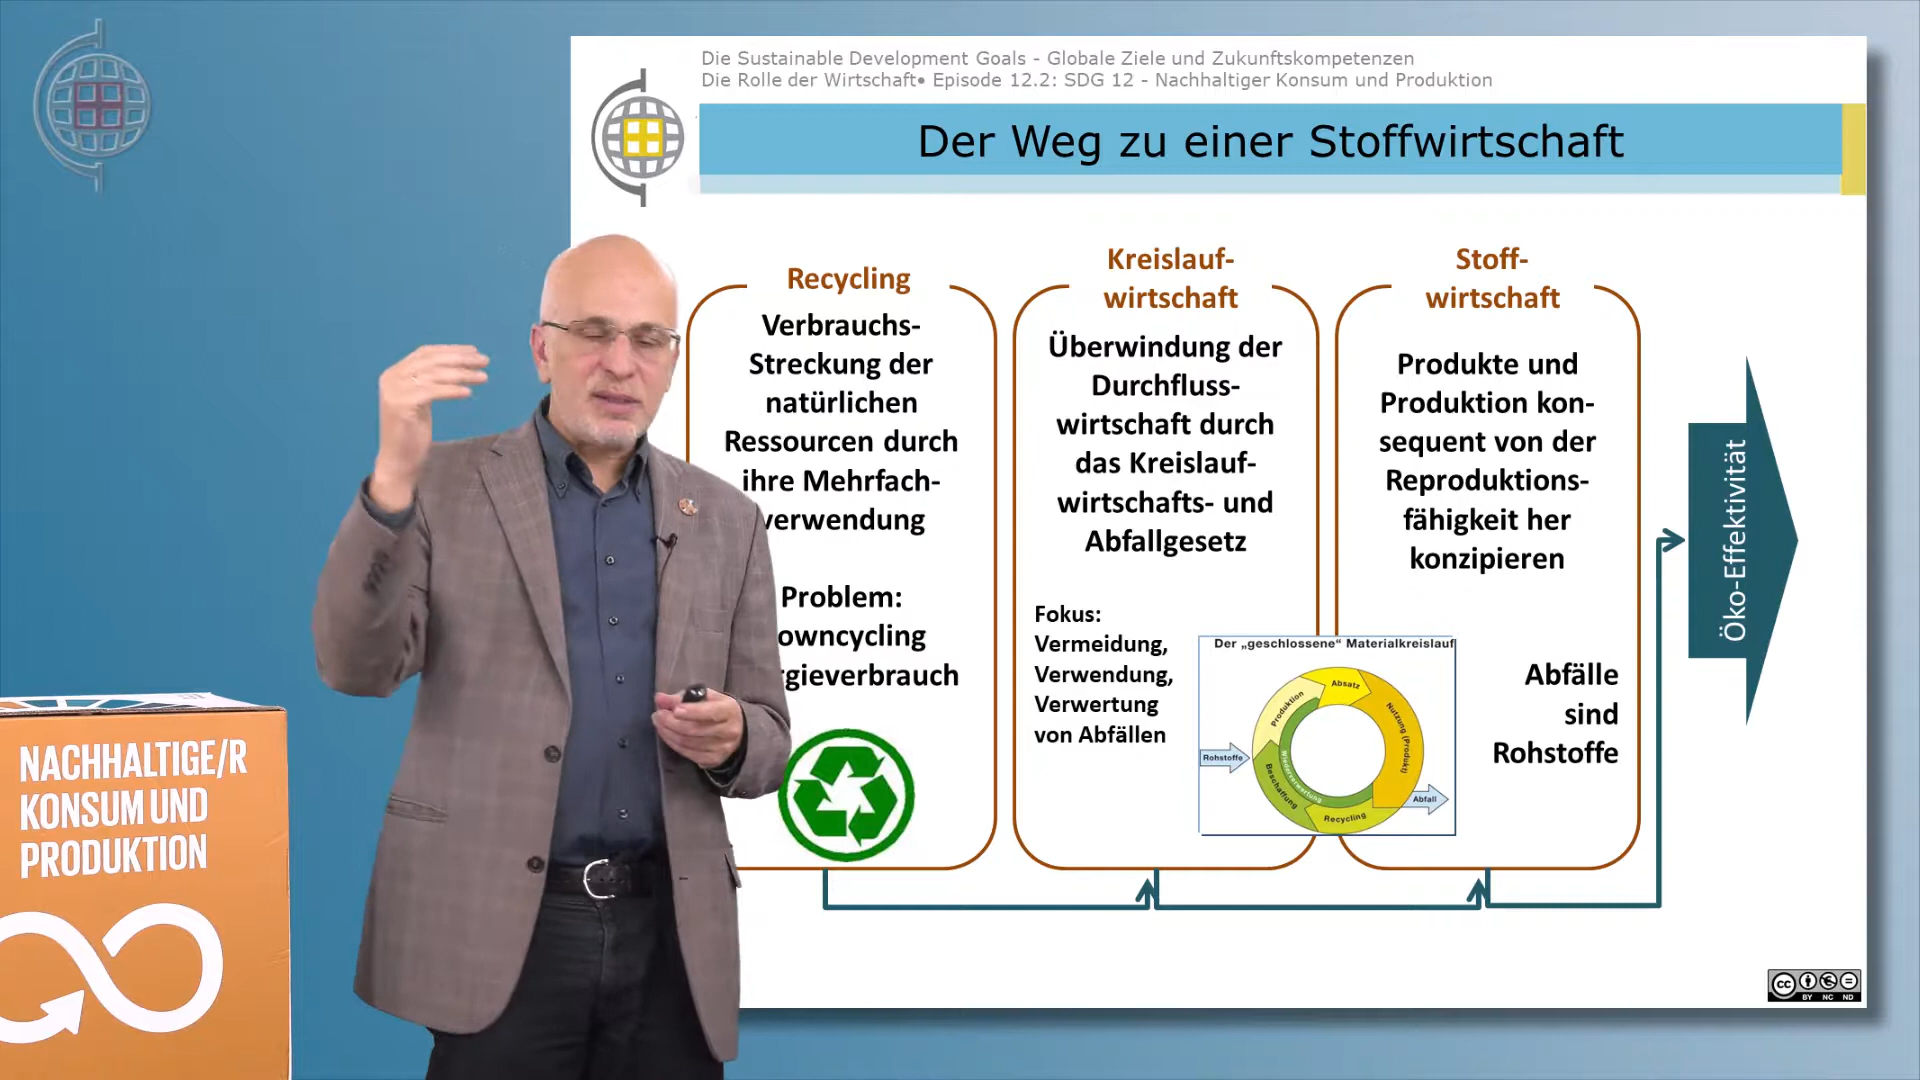 Die Sustainable Development Goals - Globale Ziele und Zukunftskompetenzen
Die Rolle der Wirtschaft• Episode 12.2: SDG 12 - Nachhaltiger Konsum und Produktion
Der Weg zu einer Stoffwirtschaft
Recycling
Verbrauchs-
Streckung der
natürlichen
Ressourcen durch
ihre Mehrfach-
verwendung
Problem:
owncycling
gieverbrauch
Kreislauf-
wirtschaft
Überwindung der
Durchfluss-
wirtschaft durch
das Kreislauf-
wirtschafts- und
Abfallgesetz
Fokus:
Vermeidung,
Verwendung,
Verwertung
von Abfällen
Der „geschlossene“ Materialkreislauf
Absatz
Produktion
Nutzung (Produkt)
Rohstoffe
Wiederverwertung
Beschaffung
Abfall
Recycling
Stoff-
wirtschaft
Produkte und
Produktion kon-
sequent von der
Reproduktions-
fähigkeit her
konzipieren
Abfälle
sind
Rohstoffe
Öko-Effektivität
NACHHALTIGE/R
KONSUM UND
PRODUKTION
cc
BY NC ND